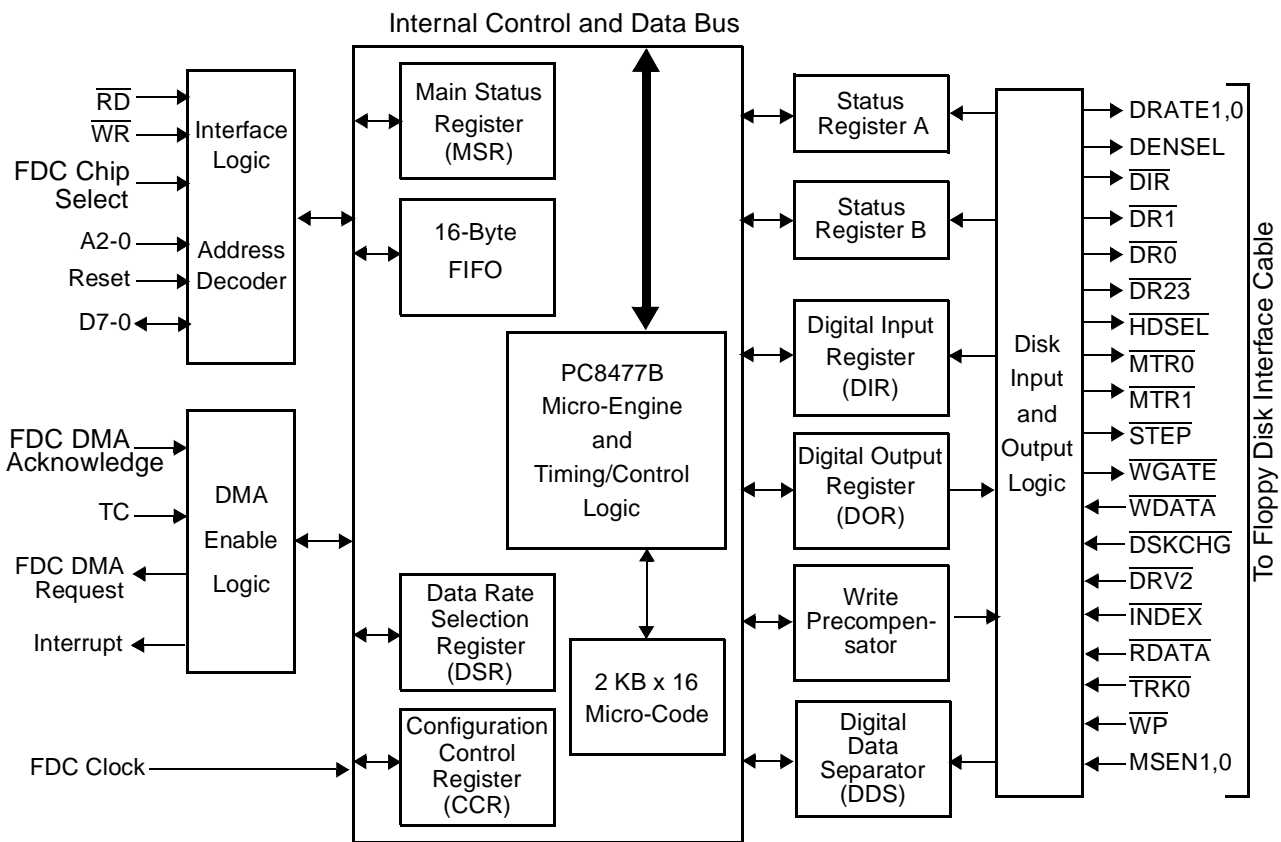 Internal Control and Data Bus
RD
WR
FDC Chip
Select
A2-0
Reset
D7-0
Interface
Logic
Address
Decoder
FDC DMA
Acknowledge
TC
FDC DMA
Request
Interrupt
DMA
Enable
Logic
FDC Clock
Main Status
Register
(MSR)
16-Byte
FIFO
PC8477B
Micro-Engine
and
Timing/Control
Logic
Data Rate
Selection
Register
(DSR)
2 KB x 16
Micro-Code
Configuration
Control
Register
(CCR)
Status
Register A
Status
Register B
Digital Input
Register
(DIR)
Digital Output
Register
(DOR)
Write
Precompen-
sator
Digital
Data
Separator
(DDS)
Disk
Input
and
Output
Logic
DRATE1,0
DENSEL
DIR
DR1
DR0
DR23
HDSEL
MTR0
MTR1
STEP
WGATE
WDATA
DSKCHG
DRV2
INDEX
RDATA
TRK0
WP
MSEN1,0
To Floppy Disk Interface Cable